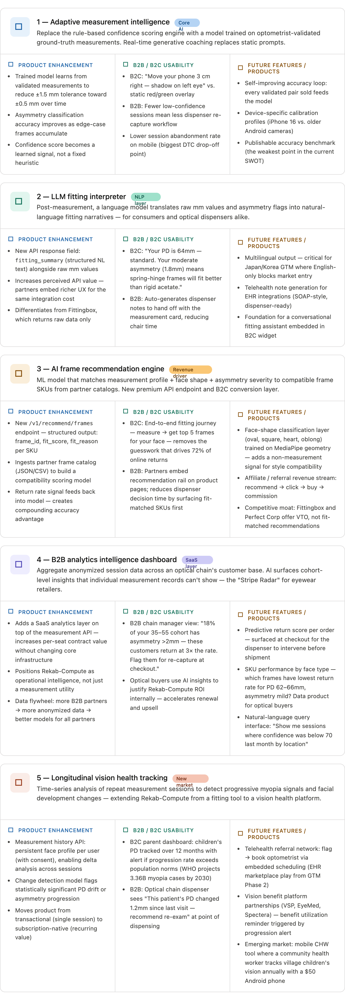 1 — Adaptive measurement intelligence
Core
AI
Replace the rule-based confidence scoring engine with a model trained on optometrist-validated
ground-truth measurements. Real-time generative coaching replaces static prompts.
PRODUCT ENHANCEMENT
• Trained model learns from
validated measurements to
reduce ±1.5 mm tolerance toward
±0.5 mm over time
• Asymmetry classification
accuracy improves as edge-case
frames accumulate
• Confidence score becomes a
learned signal, not a fixed
heuristic
B2B / B2C USABILITY
• B2C: "Move your phone 3 cm
right — shadow on left eye" vs.
static red/green overlay
• B2B: Fewer low-confidence
sessions mean less dispenser re-
capture workflow
• Lower session abandonment rate
on mobile (biggest DTC drop-off
point)
FUTURE FEATURES /
PRODUCTS
• Self-improving accuracy loop:
every validated pair sold feeds
the model
• Device-specific calibration
profiles (iPhone 16 vs. older
Android cameras)
• Publishable accuracy benchmark
(the weakest point in the current
SWOT)
2 — LLM fitting interpreter
NLP
layer
Post-measurement, a language model translates raw mm values and asymmetry flags into natural-
language fitting narratives — for consumers and optical dispensers alike.
PRODUCT ENHANCEMENT
• New API response field:
fitting_summary (structured NL
text) alongside raw mm values
• Increases perceived API value —
partners embed richer UX for the
same integration cost
• Differentiates from Fittingbox,
which returns raw data only
B2B / B2C USABILITY
• B2C: "Your PD is 64mm —
standard. Your moderate
asymmetry (1.8mm) means
spring-hinge frames will fit better
than rigid acetate."
• B2B: Auto-generates dispenser
notes to hand off with the
measurement card, reducing
chair time
FUTURE FEATURES /
PRODUCTS
• Multilingual output — critical for
Japan/Korea GTM where English-
only blocks market entry
• Telehealth note generation for
EHR integrations (SOAP-style,
dispenser-ready)
• Foundation for a conversational
fitting assistant embedded in
B2C widget
3 — AI frame recommendation engine
Revenue
driver
ML model that matches measurement profile + face shape + asymmetry severity to compatible frame
SKUs from partner catalogs. New premium API endpoint and B2C conversion layer.
PRODUCT ENHANCEMENT
• New /v1/recommend/frames
endpoint — structured output:
frame_id, fit_score, fit_reason
per SKU
• Ingests partner frame catalog
(JSON/CSV) to build a
compatibility scoring model
• Return rate signal feeds back
into model — creates
compounding accuracy
advantage
B2B / B2C USABILITY
• B2C: End-to-end fitting journey
— measure → get top 5 frames
for your face — removes the
guesswork that drives 72% of
online returns
• B2B: Partners embed
recommendation rail on product
pages; reduces dispenser
decision time by surfacing fit-
matched SKUs first
FUTURE FEATURES /
PRODUCTS
• Face-shape classification layer
(oval, square, heart, oblong)
trained on MediaPipe geometry
— adds a non-measurement
signal for style compatibility
• Affiliate / referral revenue stream:
recommend → click → buy →
commission
• Competitive moat: Fittingbox and
Perfect Corp offer VTO, not fit-
matched recommendations
4 — B2B analytics intelligence dashboard
SaaS
layer
Aggregate anonymized session data across an optical chain's customer base. AI surfaces cohort-
level insights that individual measurement records can't show — the "Stripe Radar" for eyewear
retailers.
PRODUCT ENHANCEMENT
• Adds a SaaS analytics layer on
top of the measurement API —
increases per-seat contract value
without changing core
infrastructure
• Positions Rekab-Compute as
operational intelligence, not just
a measurement utility
• Data flywheel: more B2B partners
→ more anonymized data →
better models for all partners
B2B / B2C USABILITY
• B2B chain manager view: "18%
of your 35–55 cohort has
asymmetry >2mm — these
customers return at 3× the rate.
Flag them for re-capture at
checkout."
• Optical buyers use AI insights to
justify Rekab-Compute ROI
internally — accelerates renewal
and upsell
FUTURE FEATURES /
PRODUCTS
• Predictive return score per order
— surfaced at checkout for the
dispenser to intervene before
shipment
• SKU performance by face type —
which frames have lowest return
rate for PD 62–66mm,
asymmetry mild? Data product
for optical buyers
• Natural-language query
interface: "Show me sessions
where confidence was below 70
last month by location"
5 — Longitudinal vision health tracking
New
market
Time-series analysis of repeat measurement sessions to detect progressive myopia signals and facial
development changes — extending Rekab-Compute from a fitting tool to a vision health platform.
PRODUCT ENHANCEMENT
• Measurement history API:
persistent face profile per user
(with consent), enabling delta
analysis across sessions
• Change detection model flags
statistically significant PD drift or
asymmetry progression
• Moves product from
transactional (single session) to
subscription-native (recurring
value)
B2B / B2C USABILITY
• B2C parent dashboard: children's
PD tracked over 12 months with
alert if progression rate exceeds
population norms (WHO projects
3.36B myopia cases by 2030)
• B2B: Optical chain dispenser
sees "This patient's PD changed
1.2mm since last visit —
recommend re-exam" at point of
dispensing
FUTURE FEATURES /
PRODUCTS
• Telehealth referral network: flag
→ book optometrist via
embedded scheduling (EHR
marketplace play from GTM
Phase 2)
• Vision benefit platform
partnerships (VSP, EyeMed,
Spectera) — benefit utilization
reminder triggered by
progression alert
• Emerging market: mobile CHW
tool where a community health
worker tracks village children's
vision annually with a $50
Android phone